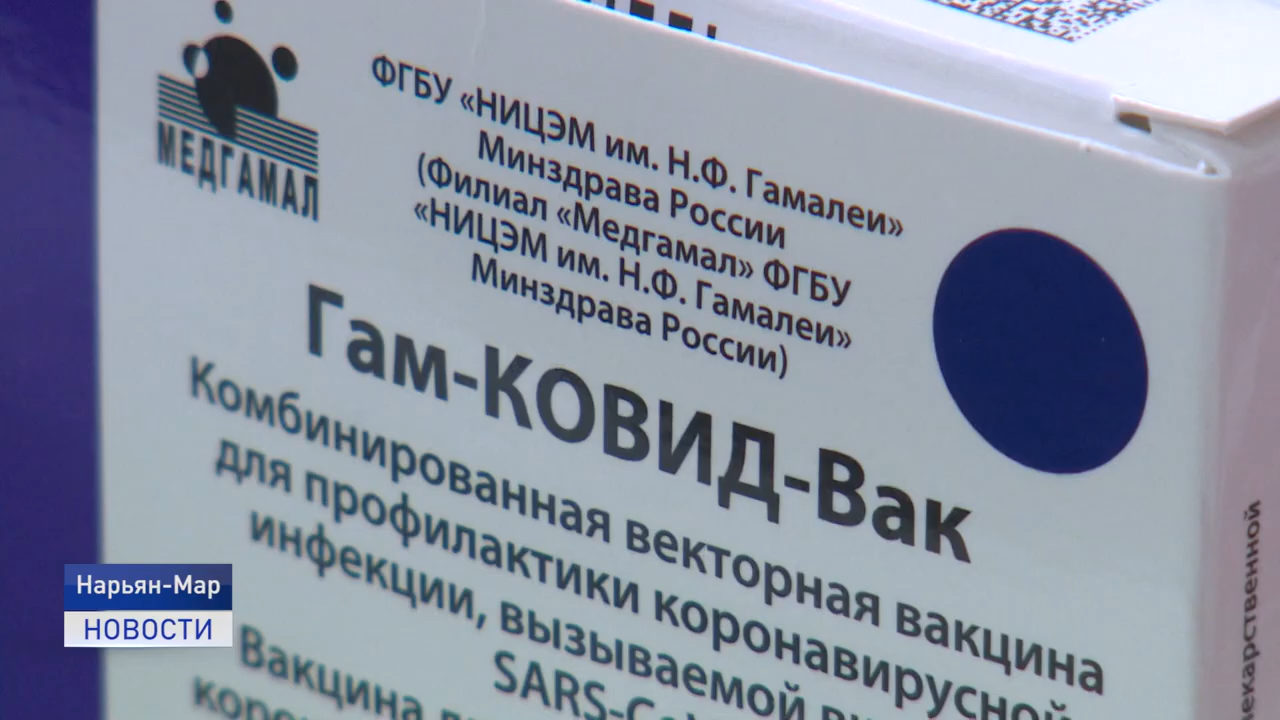 МЕДГАМАЛ
ФГБУ «НИЦЭМ им. Н.Ф. Гамалеи»
Минздрава России
(Филиал «Медгамал» ФГБУ
«НИЦЭМ им. Н.Ф. Гамалеи»
Минздрава России)
Гам-КОВИД-Вак
Комбинированная векторная вакцина
для профилактики коронавирусной
инфекции, вызываемой
Вакцина
Нарьян-Мар
НОВОСТИ